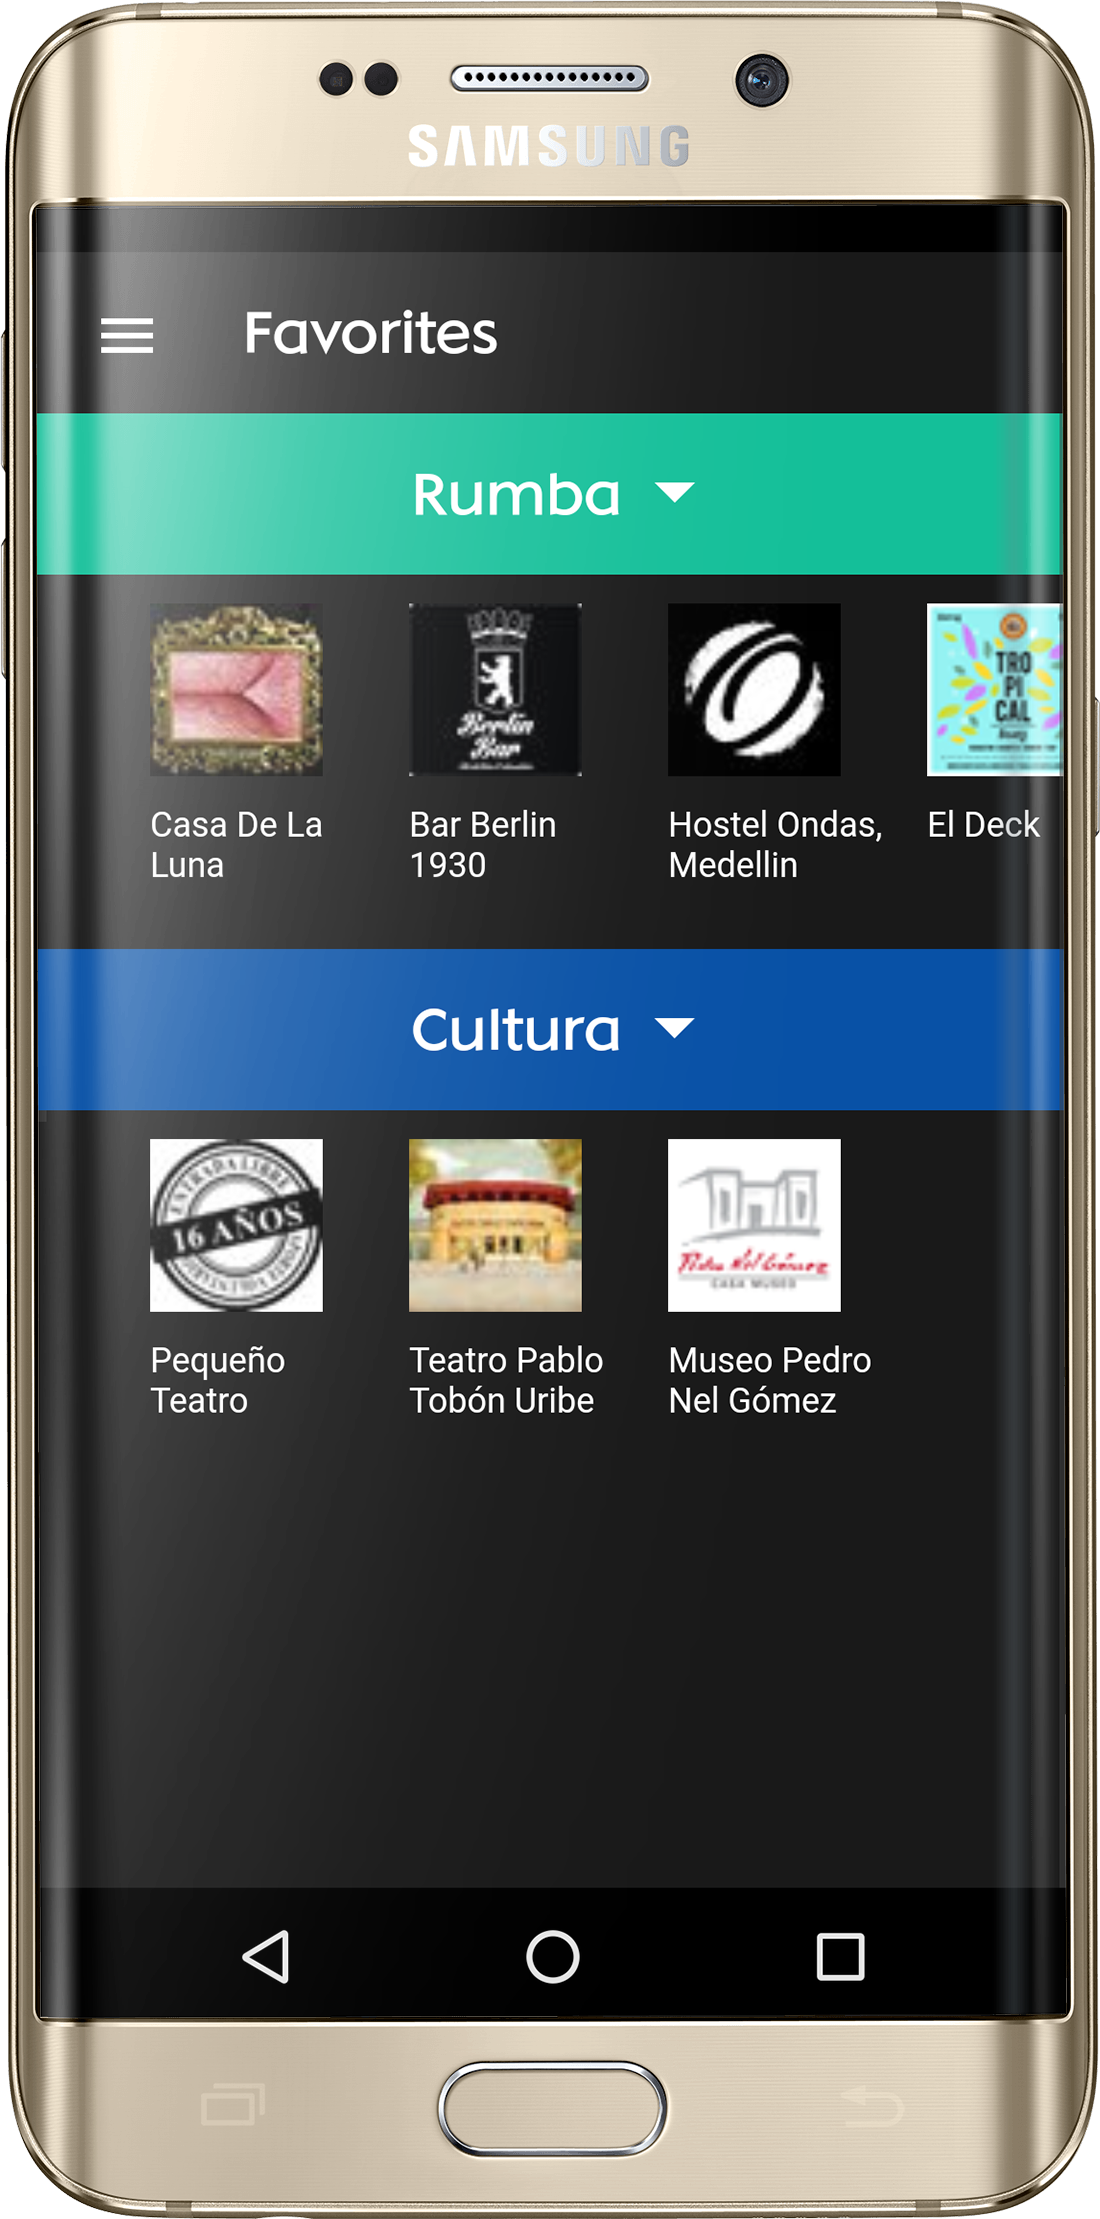 SAMSUNG
Favorites
Rumba
Berlin
Bar
TRO
PI
CAL
Casa De La
Luna
Bar Berlin
1930
Hostel Ondas,
Medellin
El Deck
Cultura
ENTRADA LIBRE
16 AÑOS
Pedro Nel Gómez
CASA MUSEO
Pequeño
Teatro
Teatro Pablo
Tobón Uribe
Museo Pedro
Nel Gómez